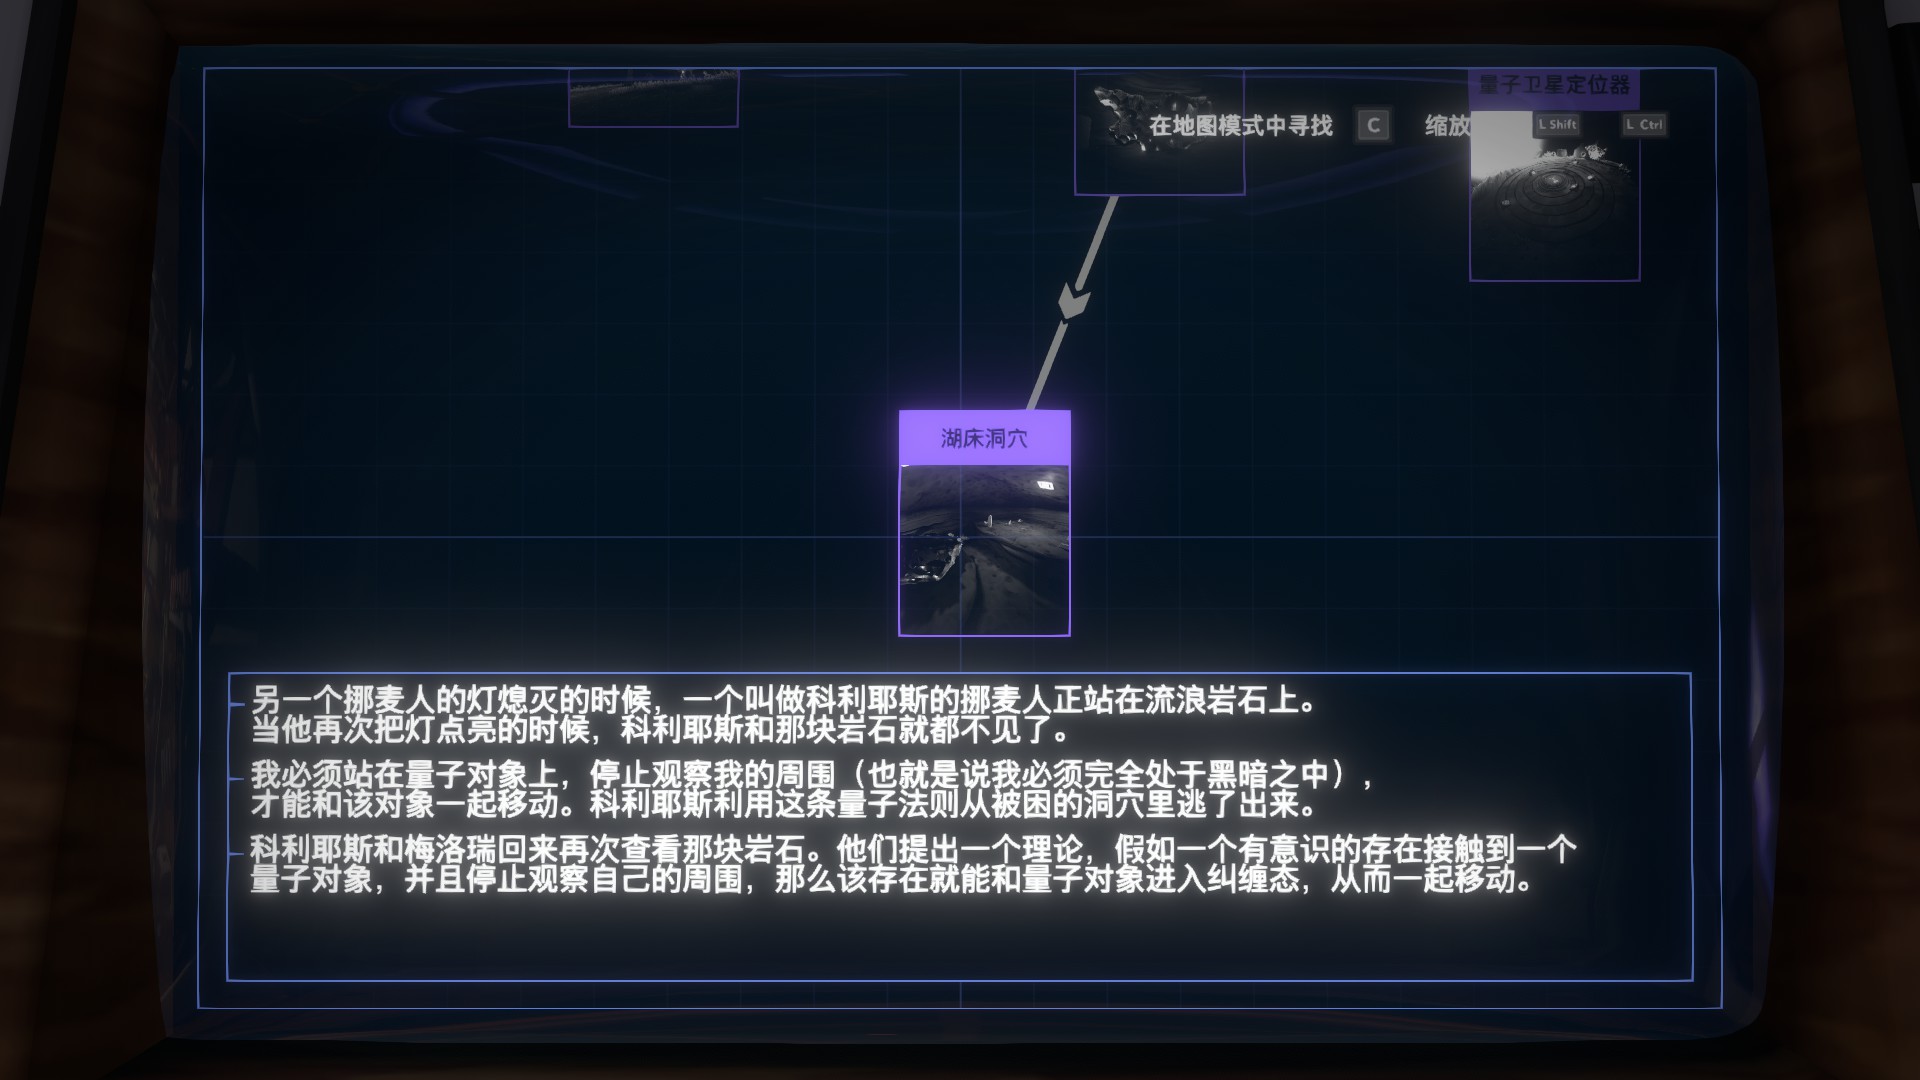 量子卫星定位器
在地图模式中寻找 C 缩放 L Shift L Ctrl
湖床洞穴
另一个挪麦人的灯熄灭的时候，一个叫做科利耶斯的挪麦人正站在流浪岩石上。
当他再次把灯点亮的时候，科利耶斯和那块岩石就都不见了。
我必须站在量子对象上，停止观察我的周围（也就是说我必须完全处于黑暗之中），
才能和该对象一起移动。科利耶斯利用这条量子法则从被困的洞穴里逃了出来。
科利耶斯和梅洛瑞回来再次查看那块岩石。他们提出一个理论，假如一个有意识的存在接触到一个
量子对象，并且停止观察自己的周围，那么该存在就能和量子对象进入纠缠态，从而一起移动。